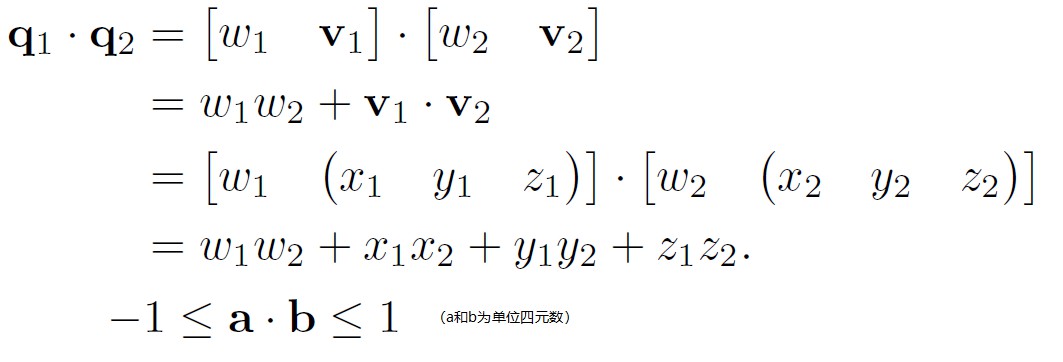 q₁ · q₂ = [w₁ v₁] · [w₂ v₂]
= w₁w₂ + v₁ · v₂
= [w₁ (x₁ y₁ z₁)] · [w₂ (x₂ y₂ z₂)]
= w₁w₂ + x₁x₂ + y₁y₂ + z₁z₂.
−1 ≤ a · b ≤ 1 （a和b为单位四元数）